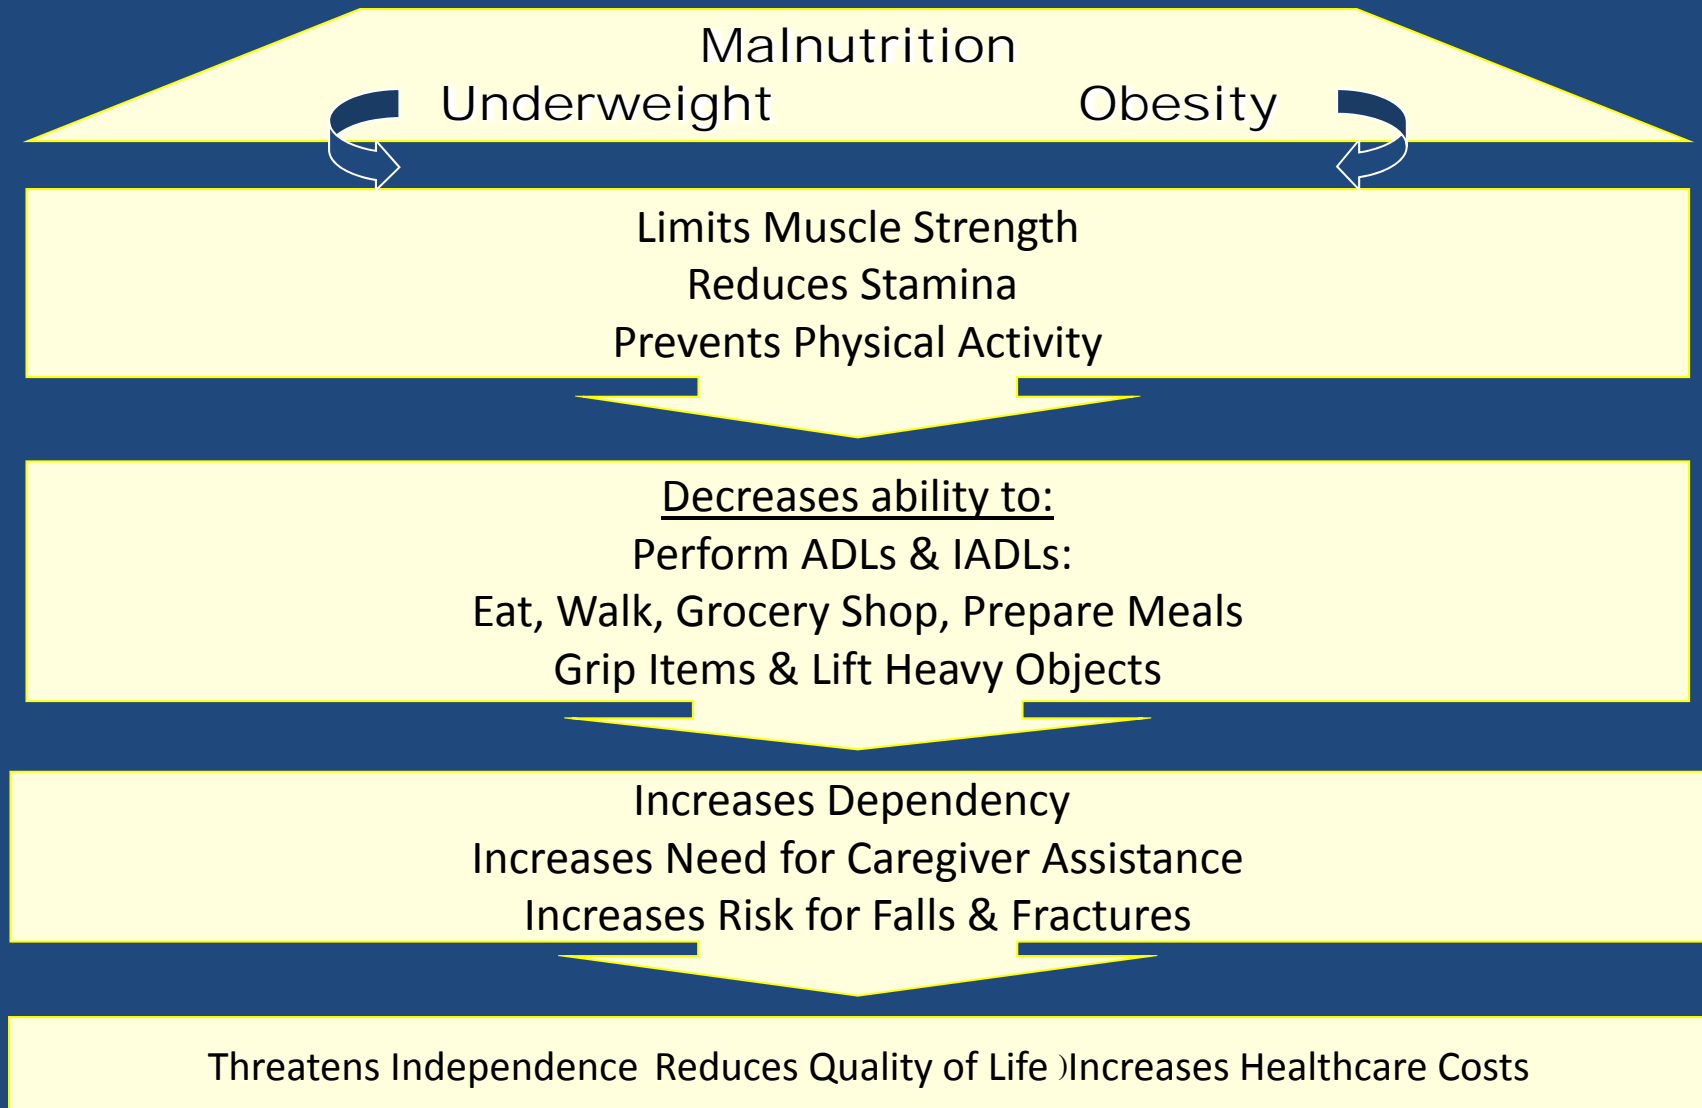 Malnutrition
Underweight Obesity
Limits Muscle Strength
Reduces Stamina
Prevents Physical Activity
Decreases ability to:
Perform ADLs & IADLs:
Eat, Walk, Grocery Shop, Prepare Meals
Grip Items & Lift Heavy Objects
Increases Dependency
Increases Need for Caregiver Assistance
Increases Risk for Falls & Fractures
Threatens Independence Reduces Quality of Life )Increases Healthcare Costs